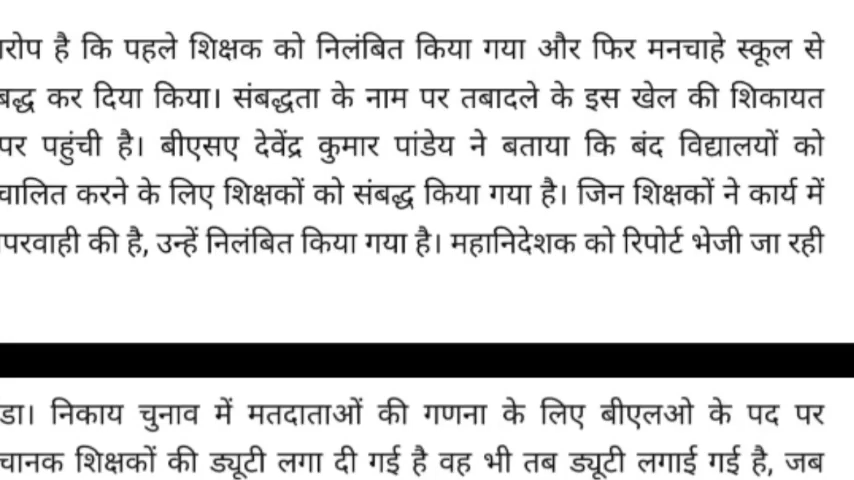 रोप है कि पहले शिक्षक को निलंबित किया गया और फिर मनचाहे स्कूल से
बद्ध कर दिया किया। संबद्धता के नाम पर तबादले के इस खेल की शिकायत
पर पहुंची है। बीएसए देवेंद्र कुमार पांडेय ने बताया कि बंद विद्यालयों को
चालित करने के लिए शिक्षकों को संबद्ध किया गया है। जिन शिक्षकों ने कार्य में
परवाही की है, उन्हें निलंबित किया गया है। महानिदेशक को रिपोर्ट भेजी जा रही
डा। निकाय चुनाव में मतदाताओं की गणना के लिए बीएलओ के पद पर
चानक शिक्षकों की ड्यूटी लगा दी गई है वह भी तब ड्यूटी लगाई गई है, जब